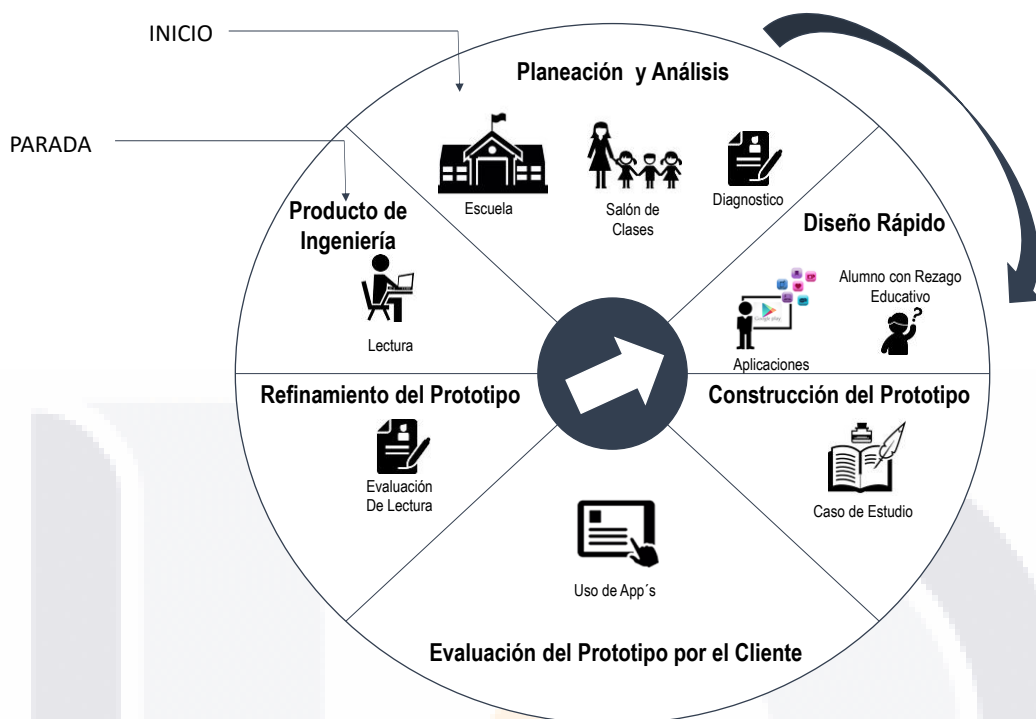 INICIO
Planeación y Análisis
PARADA
Escuela
Salón de
Clases
Diagnostico
Producto de
Ingeniería
Lectura
Diseño Rápido
Alumno con Rezago
Educativo
Google play
Aplicaciones
Refinamiento del Prototipo
Evaluación
De Lectura
Construcción del Prototipo
Caso de Estudio
Uso de App´s
Evaluación del Prototipo por el Cliente